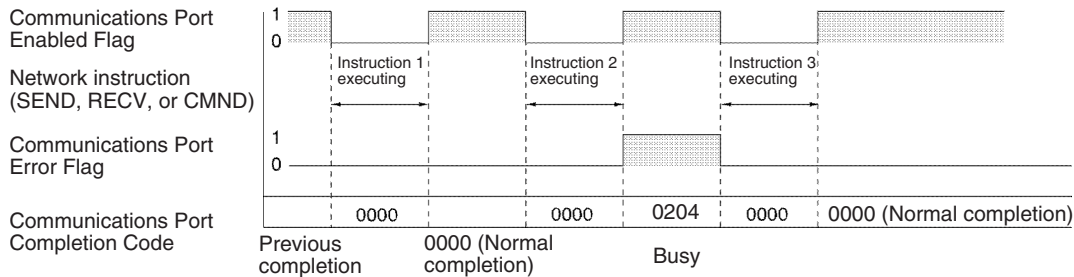 Communications Port
Enabled Flag
1
0
Network instruction
(SEND, RECV, or CMND)
Instruction 1
executing
Instruction 2
executing
Instruction 3
executing
Communications Port
Error Flag
1
0
Communications Port
Completion Code
0000
0000
0204
0000
0000 (Normal completion)
Previous
completion
0000 (Normal
completion)
Busy